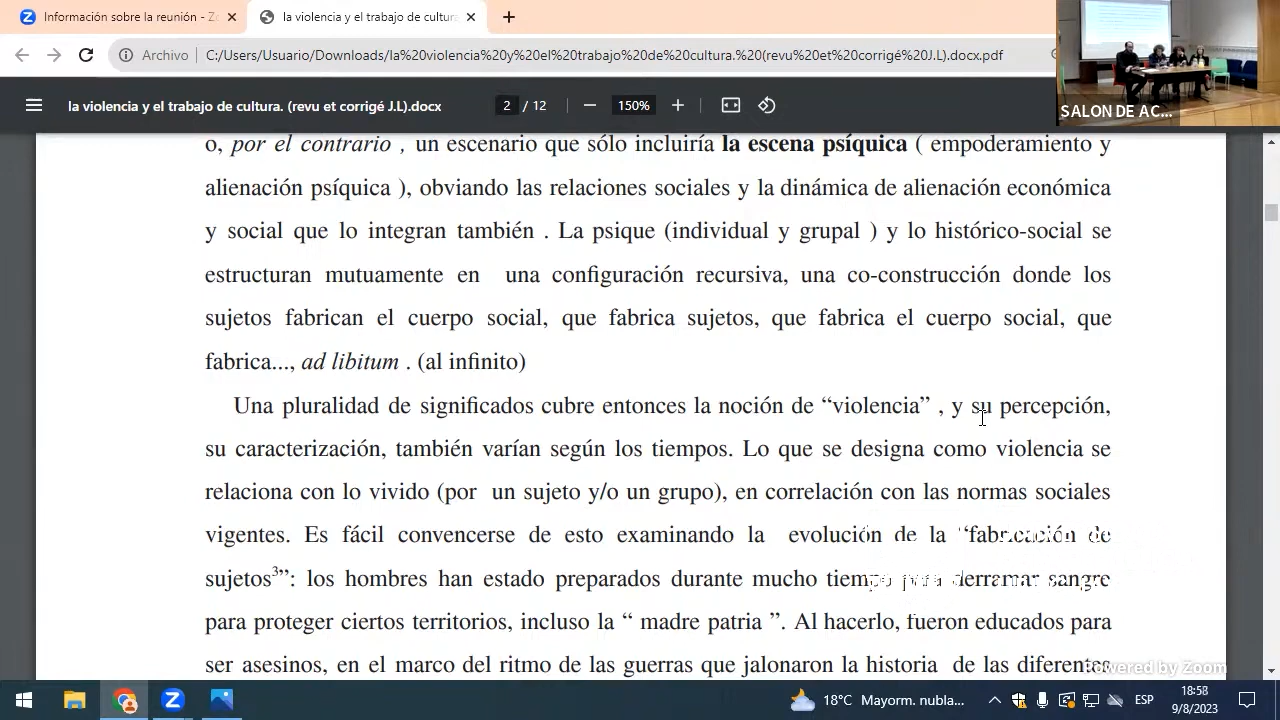 Información sobre la reunión - Zo
la violencia y el trabajo de cultura
Archivo
C:/Users/Usuario/Downloads/la%20violencia%20y%20el%20trabajo%20de%20cultura.%20(revu%20et%20corrigé%20J.L).docx.pdf
SALON DE AC...
la violencia y el trabajo de cultura. (revu et corrigé J.L).docx
2 / 12
150%
o, por el contrario , un escenario que sólo incluiría la escena psíquica ( empoderamiento y
alienación psíquica ), obviando las relaciones sociales y la dinámica de alienación económica
y social que lo integran también . La psique (individual y grupal ) y lo histórico-social se
estructuran mutuamente en una configuración recursiva, una co-construcción donde los
sujetos fabrican el cuerpo social, que fabrica sujetos, que fabrica el cuerpo social, que
fabrica..., ad libitum . (al infinito)
Una pluralidad de significados cubre entonces la noción de “violencia” , y su percepción,
su caracterización, también varían según los tiempos. Lo que se designa como violencia se
relaciona con lo vivido (por un sujeto y/o un grupo), en correlación con las normas sociales
vigentes. Es fácil convencerse de esto examinando la evolución de la “fabricación de
sujetos3”: los hombres han estado preparados durante mucho tiempo derramar sangre
para proteger ciertos territorios, incluso la “ madre patria ”. Al hacerlo, fueron educados para
ser asesinos, en el marco del ritmo de las guerras que jalonaron la historia de las diferentes
Powered by Zoom
18°C Mayorm. nubla...
ESP
18:58
9/8/2023